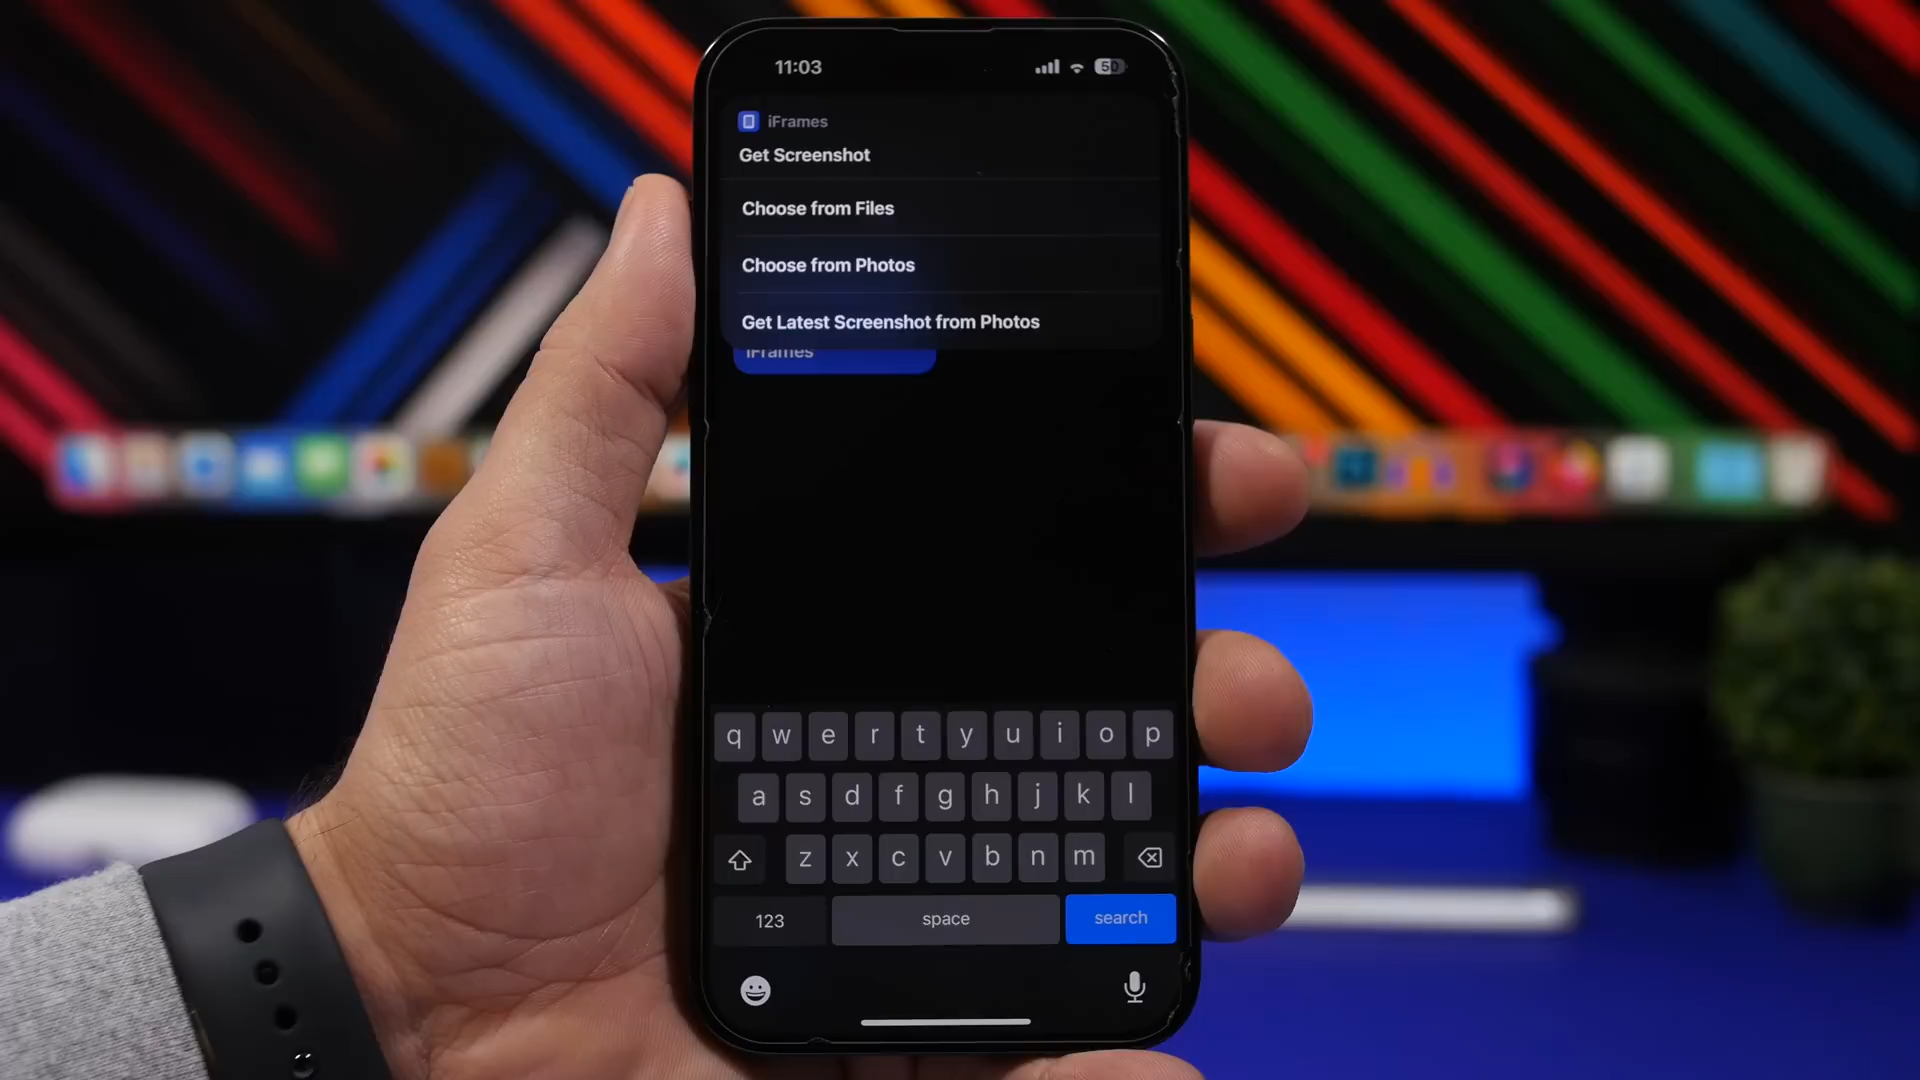 11:03
50
iFrames
Get Screenshot
Choose from Files
Choose from Photos
Get Latest Screenshot from Photos
iFrames
q w e r t y u i o p
a s d f g h j k l
z x c v b n m
123 space search